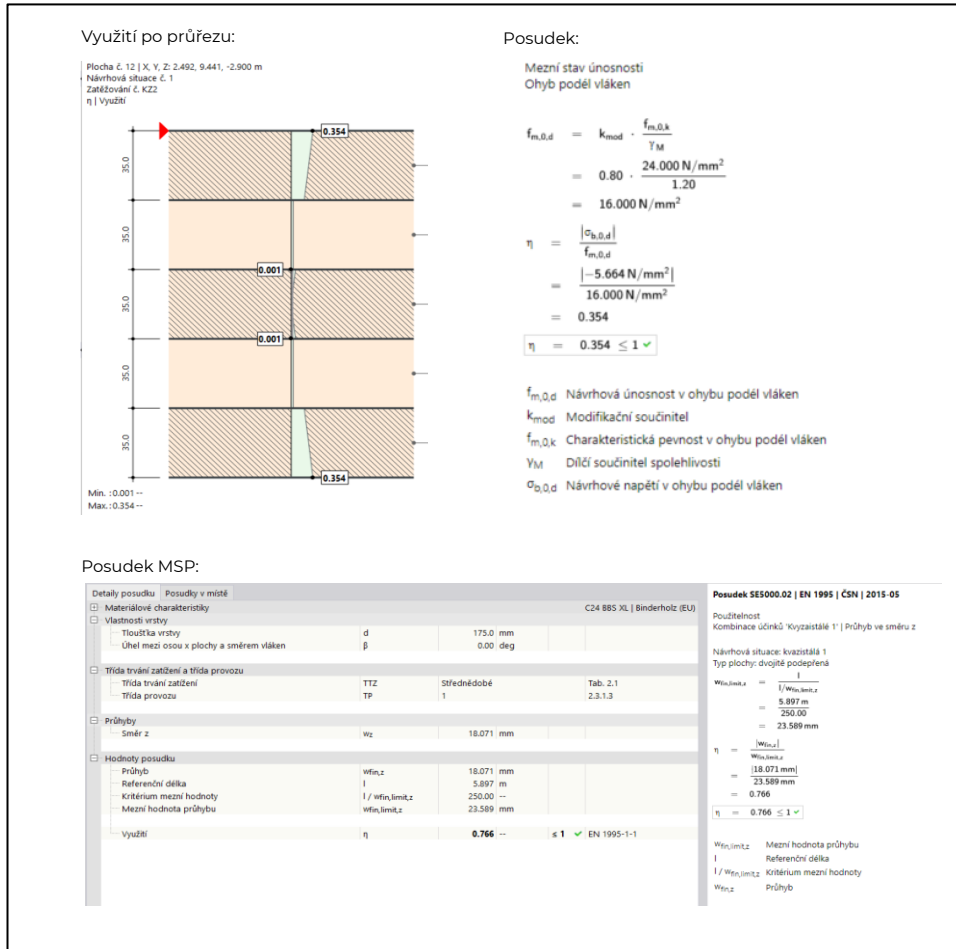 Využití po průřezu:
Plocha č. 12 | X, Y, Z: 2.492, 9.441, -2.900 m
Návrhová situace č. 1
Zatěžování č. KZ2
η | Využití
0.354
35.0
35.0
0.001
35.0
0.001
35.0
35.0
0.354
Min. : 0.001 --
Max. : 0.354 --
Posudek:
Mezní stav únosnosti
Ohyb podél vláken
f m,0,d = k mod · f m,0,k / γ M
= 0.80 · 24.000 N/mm² / 1.20
= 16.000 N/mm²
η = |σ b,0,d| / f m,0,d
= |−5.664 N/mm²| / 16.000 N/mm²
= 0.354
η = 0.354 ≤ 1 ✓
f m,0,d Návrhová únosnost v ohybu podél vláken
k mod Modifikační součinitel
f m,0,k Charakteristická pevnost v ohybu podél vláken
γ M Dílčí součinitel spolehlivosti
σ b,0,d Návrhové napětí v ohybu podél vláken
Posudek MSP:
Detaily posudku Posudky v místě
Materiálové charakteristiky C24 BBS XL | Binderholz (EU)
Vlastnosti vrstvy
Tloušťka vrstvy d 175.0 mm
Úhel mezi osou x plochy a směrem vláken β 0.00 deg
Třída trvání zatížení a třída provozu
Třída trvání zatížení TTZ Střednědobé Tab. 2.1
Třída provozu TP 1 2.3.1.3
Průhyby
Směr z wz 18.071 mm
Hodnoty posudku
Průhyb wfin,z 18.071 mm
Referenční délka l 5.897 m
Kritérium mezní hodnoty l / wfin,limit,z 250.00 --
Mezní hodnota průhybu wfin,limit,z 23.589 mm
Využití η 0.766 -- ≤ 1 ✓ EN 1995-1-1
Posudek SE5000.02 | EN 1995 | ČSN | 2015-05
Použitelnost
Kombinace účinků 'Kvyzaistálé 1' | Průhyb ve směru z
Návrhová situace: kvazistálá 1
Typ plochy: dvojitě podepřená
wfin,limit,z = l / l/wfin,limit,z
= 5.897 m / 250.00
= 23.589 mm
η = |wfin,z| / wfin,limit,z
= |18.071 mm| / 23.589 mm
= 0.766
η = 0.766 ≤ 1 ✓
wfin,limit,z Mezní hodnota průhybu
l Referenční délka
l / wfin,limit,z Kritérium mezní hodnoty
wfin,z Průhyb